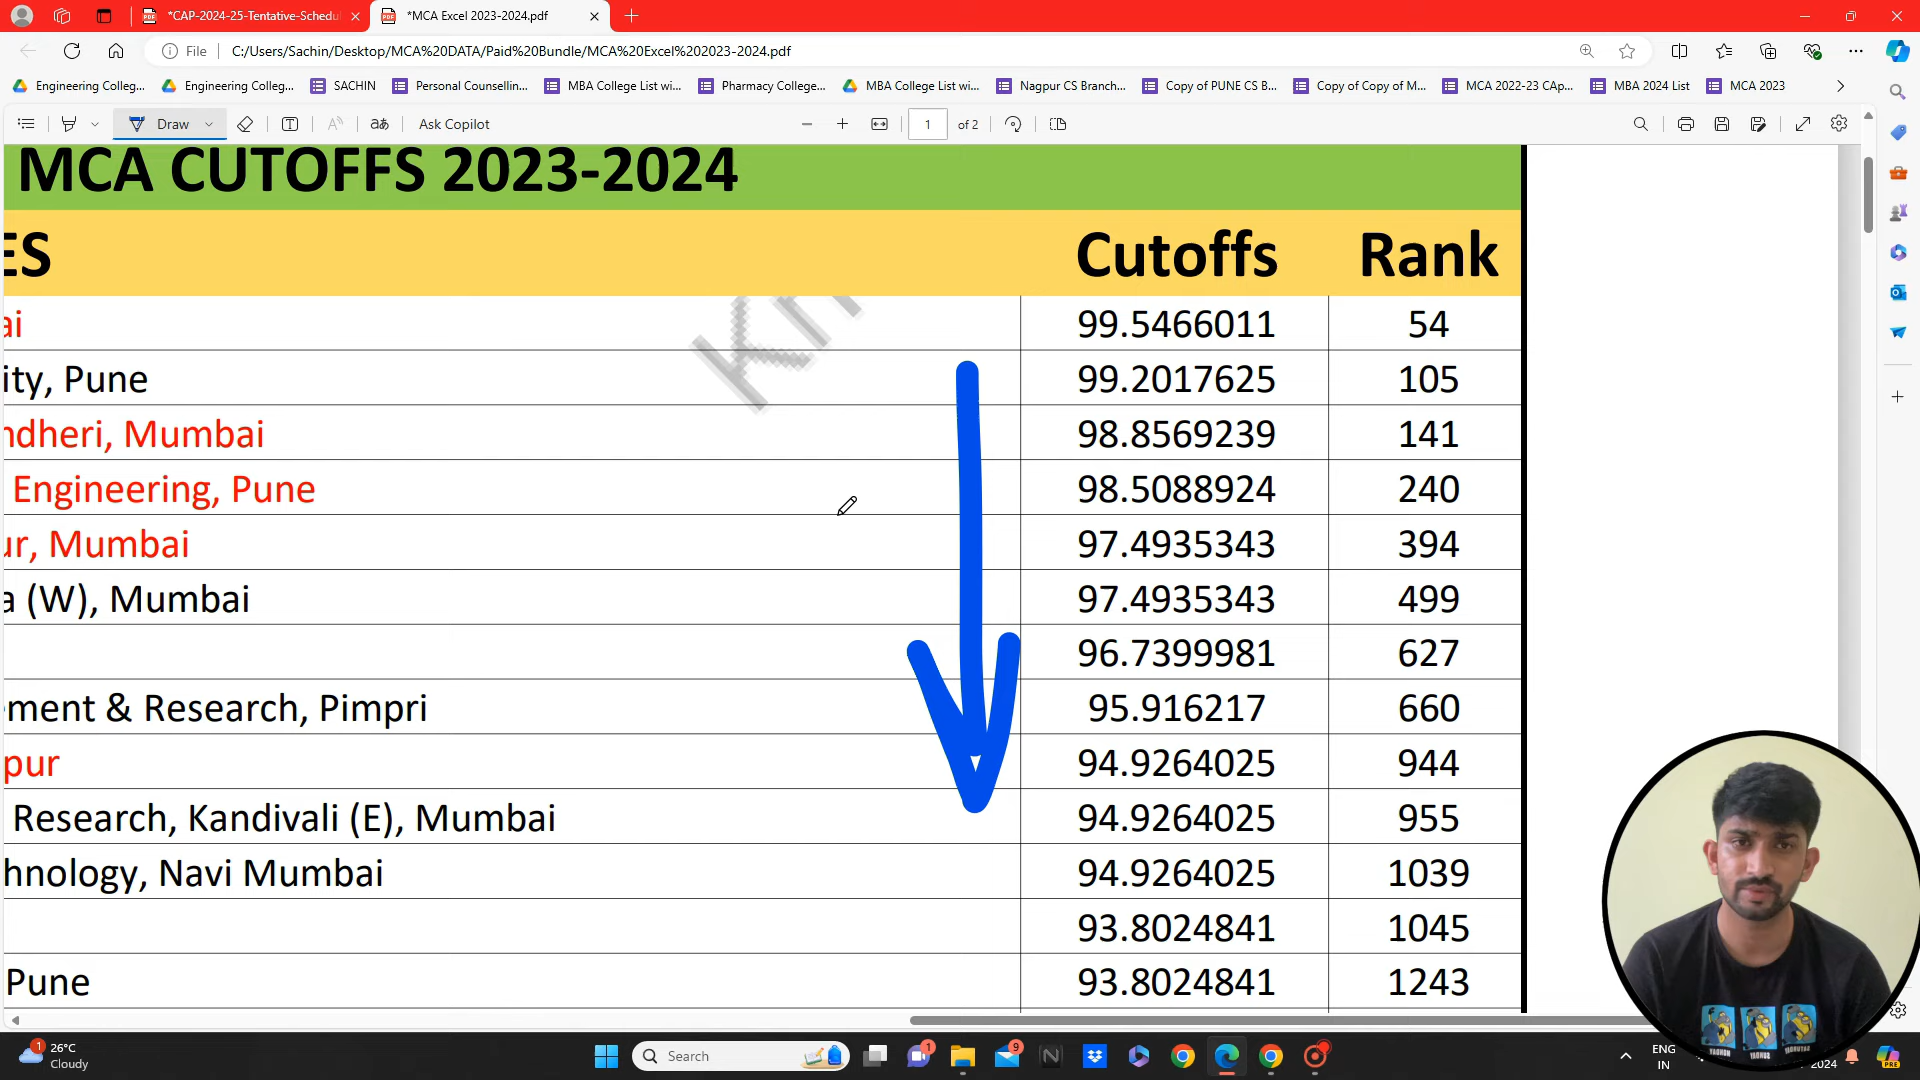 *CAP-2024-25-Tentative-Schedu
*MCA Excel 2023-2024.pdf
File
C:/Users/Sachin/Desktop/MCA%20DATA/Paid%20Bundle/MCA%20Excel%202023-2024.pdf
Engineering Colleg...
Engineering Colleg...
SACHIN
Personal Counsellin...
MBA College List wi...
Pharmacy College...
MBA College List wi...
Nagpur CS Branch...
Copy of PUNE CS B...
Copy of Copy of M...
MCA 2022-23 CAp...
MBA 2024 List
MCA 2023
Draw
Ask Copilot
1 of 2
MCA CUTOFFS 2023-2024
ES Cutoffs Rank
ai 99.5466011 54
ity, Pune 99.2017625 105
ndheri, Mumbai 98.8569239 141
Engineering, Pune 98.5088924 240
ur, Mumbai 97.4935343 394
a (W), Mumbai 97.4935343 499
96.7399981 627
ement & Research, Pimpri 95.916217 660
pur 94.9264025 944
Research, Kandivali (E), Mumbai 94.9264025 955
hnology, Navi Mumbai 94.9264025 1039
93.8024841 1045
Pune 93.8024841 1243
1
26°C
Cloudy
Search
1
9
ENG
IN
2024